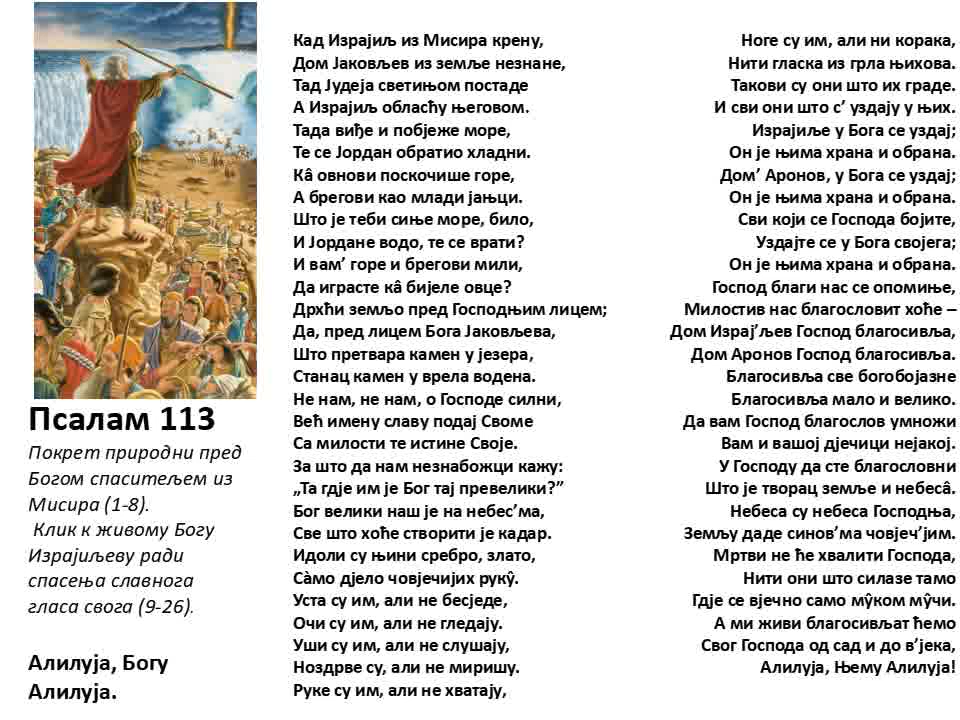 Псалам 113
Покрет природни пред
Богом спаситељем из
Мисира (1-8).
Клик к живому Богу
Израјиљеву ради
спасења славнога
гласа свога (9-26).
Алилуја, Богу
Алилуја.
Кад Израјиљ из Мисира крену,
Дом Јаковљев из земље незнане,
Тад Јудеја светињом постаде
А Израјиљ облашћу његовом.
Тада виђе и побјеже море,
Те се Јордан обратио хладни.
Кâ овнови поскочише горе,
А брегови као млади јањци.
Што је теби сиње море, било,
И Јордане водо, те се врати?
И вам’ горе и брегови мили,
Да играсте кâ бијеле овце?
Дрхћи земљо пред Господњим лицем;
Да, пред лицем Бога Јаковљева,
Што претвара камен у језера,
Станац камен у врела водена.
Не нам, не нам, о Господе силни,
Већ имену славу подај Своме
Са милости те истине Своје.
За што да нам незнабожци кажу:
„Та гдје им је Бог тај превелики?”
Бог велики наш је на небес’ма,
Све што хоће створити је кадар.
Идоли су њини сребро, злато,
Сàмо дјело човјечијих рукŷ.
Уста су им, али не бесједе,
Очи су им, али не гледају.
Уши су им, али не слушају,
Ноздрве су, али не миришу.
Руке су им, али не хватају,
Ноге су им, али ни корака,
Нити гласка из грла њихова.
Такови су они што их граде.
И сви они што с’ уздају у њих.
Израјиље у Бога се уздај;
Он је њима храна и обрана.
Дом’ Аронов, у Бога се уздај;
Он је њима храна и обрана.
Сви који се Господа бојите,
Уздајте се у Бога својега;
Он је њима храна и обрана.
Господ благи нас се опомиње,
Милостив нас благословит хоће –
Дом Израј’љев Господ благосивља,
Дом Аронов Господ благосивља.
Благосивља све богобојазне
Благосивља мало и велико.
Да вам Господ благослов умножи
Вам и вашој дјечици нејакој.
У Господу да сте благословни
Што је творац земље и небесâ.
Небеса су небеса Господња,
Земљу даде синов’ма човјеч’јим.
Мртви не ће хвалити Господа,
Нити они што силазе тамо
Гдје се вјечно само мŷком мŷчи.
А ми живи благосивљат ћемо
Свог Господа од сад и до в’јека,
Алилуја, Њему Алилуја!